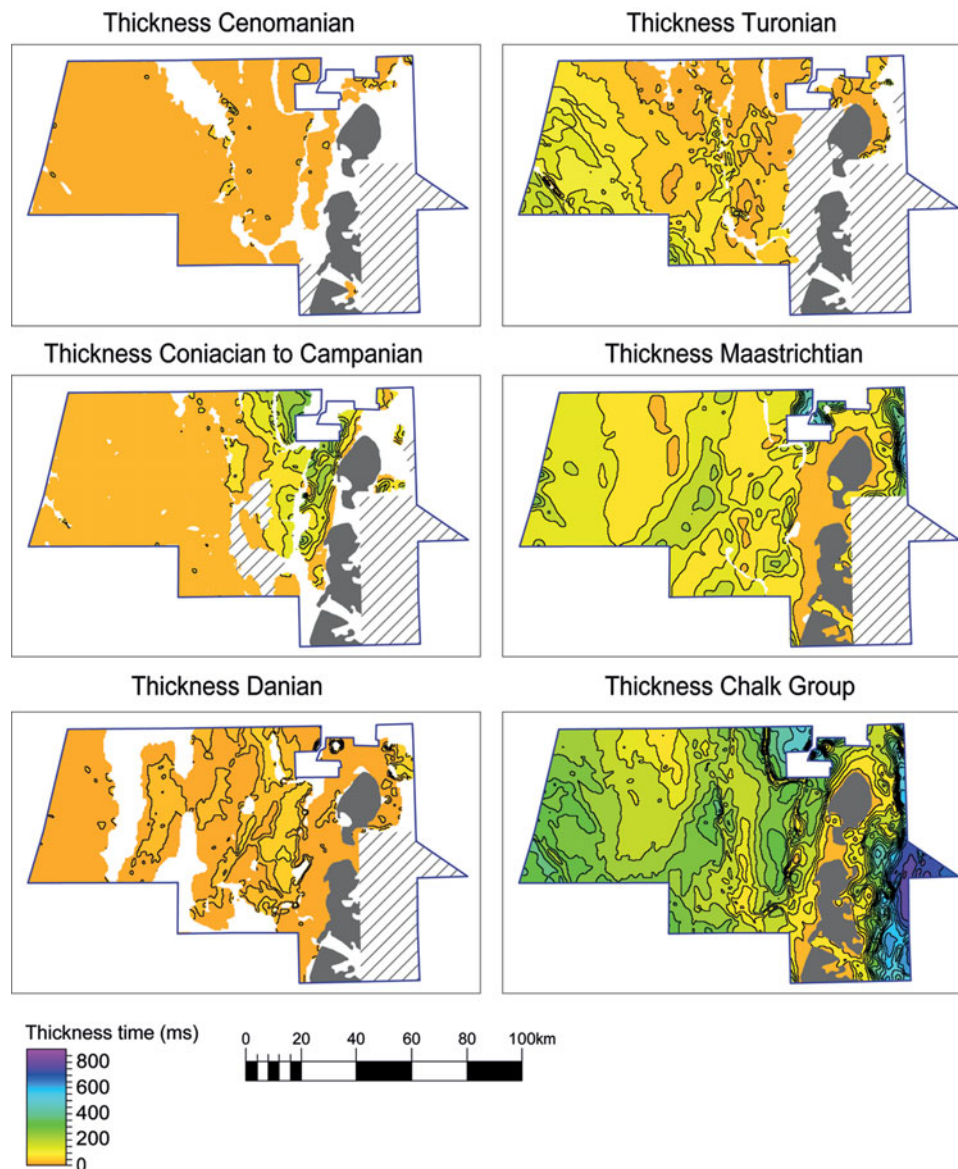 Thickness Cenomanian
Thickness Turonian
Thickness Coniacian to Campanian
Thickness Maastrichtian
Thickness Danian
Thickness Chalk Group
Thickness time (ms)
800
600
400
200
0
0 20 40 60 80 100km